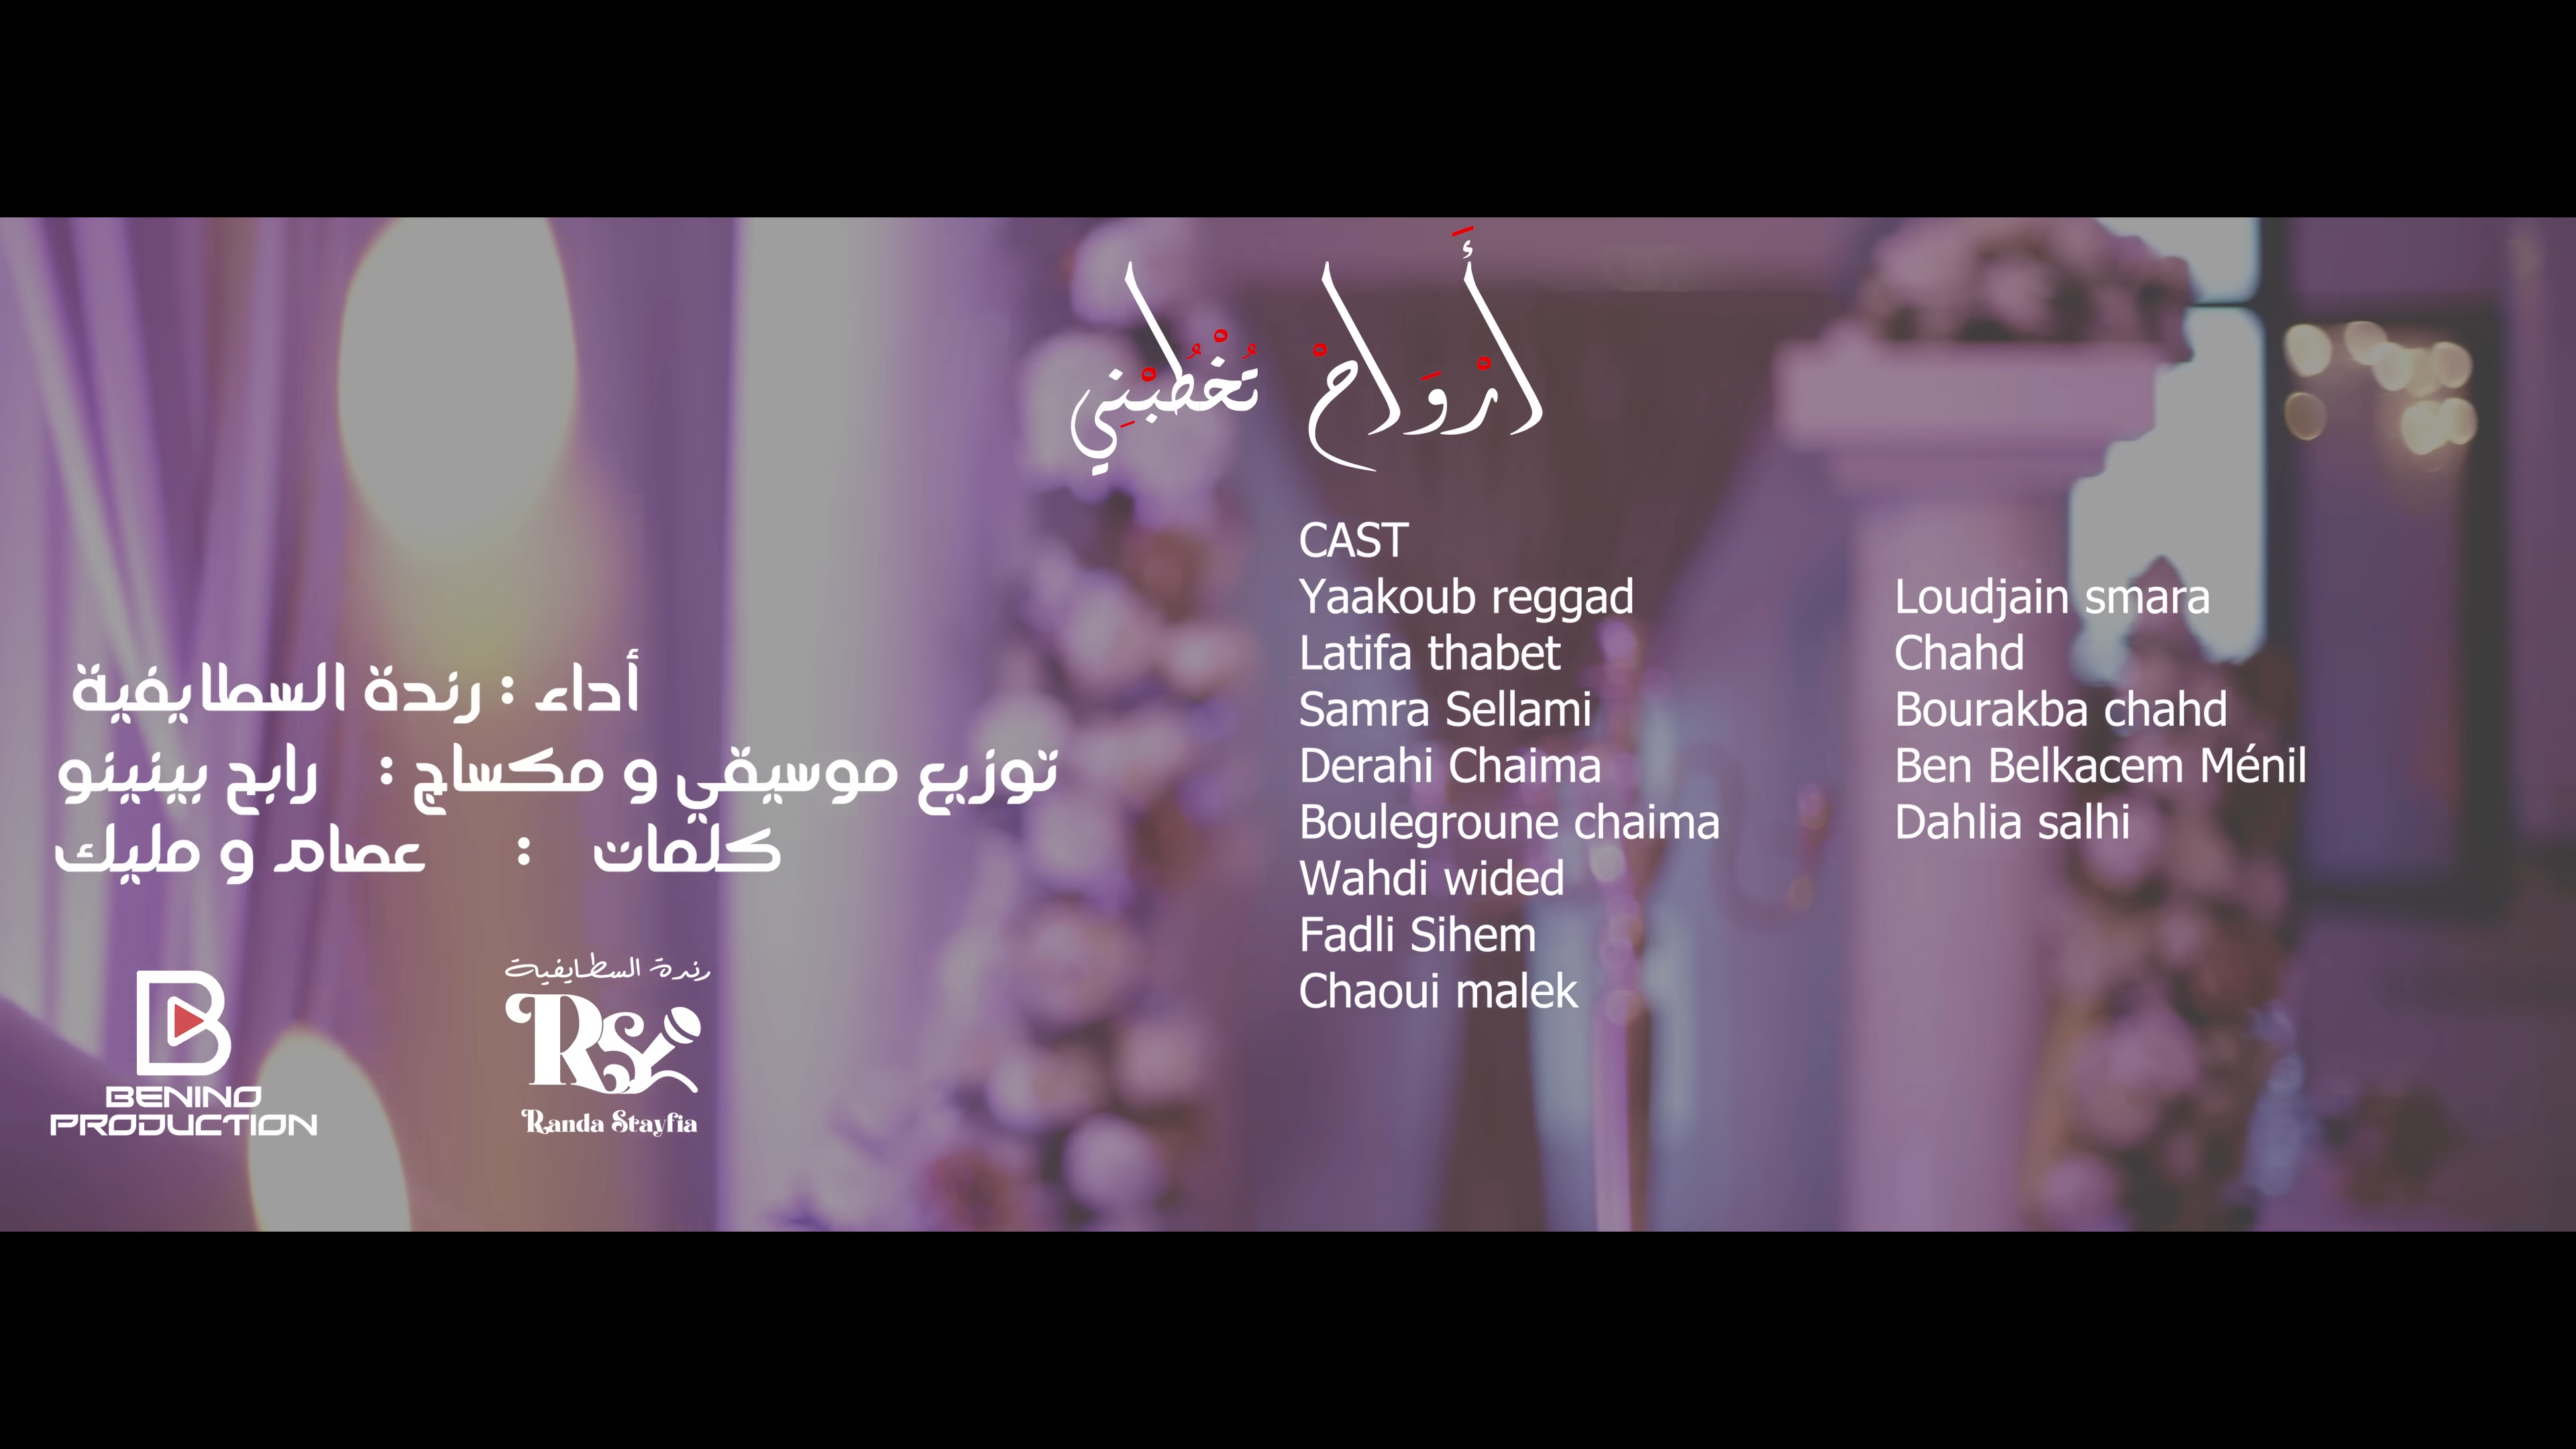 أَرْوَاحْ تُخْطُبْنِي
أداء : رندة السطايفية
توزيع موسيقي و مكساج : رابح بينينو
كلمات : عصام و مليك
CAST
Yaakoub reggad
Latifa thabet
Samra Sellami
Derahi Chaima
Boulegroune chaima
Wahdi wided
Fadli Sihem
Chaoui malek
Loudjain smara
Chahd
Bourakba chahd
Ben Belkacem Ménil
Dahlia salhi
BENINO
PRODUCTION
رندة السطايفية
RS
Randa Stayfia